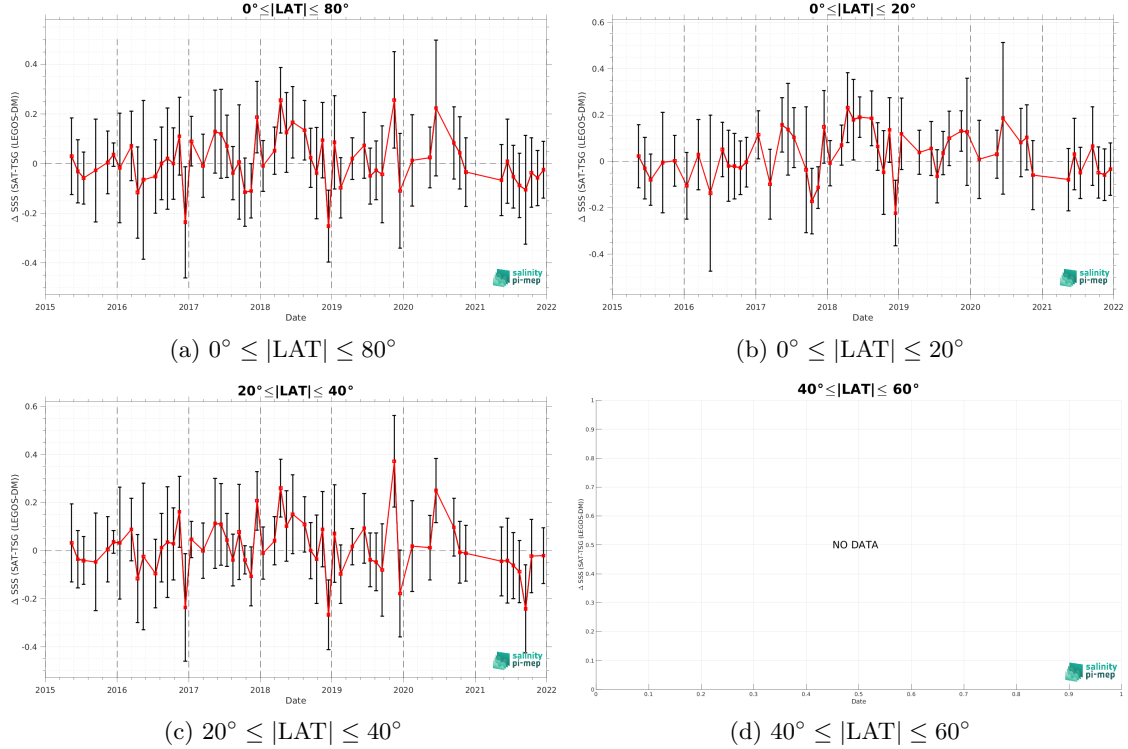 0°≤|LAT|≤ 80°
Δ SSS (SAT-TSG (LEGOS-DM))
0.4
0.2
0
-0.2
-0.4
2015 2016 2017 2018 2019 2020 2021 2022
Date
salinity
pi-mep
(a) 0° ≤ |LAT| ≤ 80°
0°≤|LAT|≤ 20°
Δ SSS (SAT-TSG (LEGOS-DM))
0.6
0.4
0.2
0
-0.2
-0.4
2015 2016 2017 2018 2019 2020 2021 2022
Date
salinity
pi-mep
(b) 0° ≤ |LAT| ≤ 20°
20°≤|LAT|≤ 40°
Δ SSS (SAT-TSG (LEGOS-DM))
0.6
0.4
0.2
0
-0.2
-0.4
2015 2016 2017 2018 2019 2020 2021 2022
Date
salinity
pi-mep
(c) 20° ≤ |LAT| ≤ 40°
40°≤|LAT|≤ 60°
Δ SSS (SAT-TSG (LEGOS-DM))
1
0.9
0.8
0.7
0.6
0.5
0.4
0.3
0.2
0.1
0
NO DATA
0 0.1 0.2 0.3 0.4 0.5 0.6 0.7 0.8 0.9 1
Date
salinity
pi-mep
(d) 40° ≤ |LAT| ≤ 60°